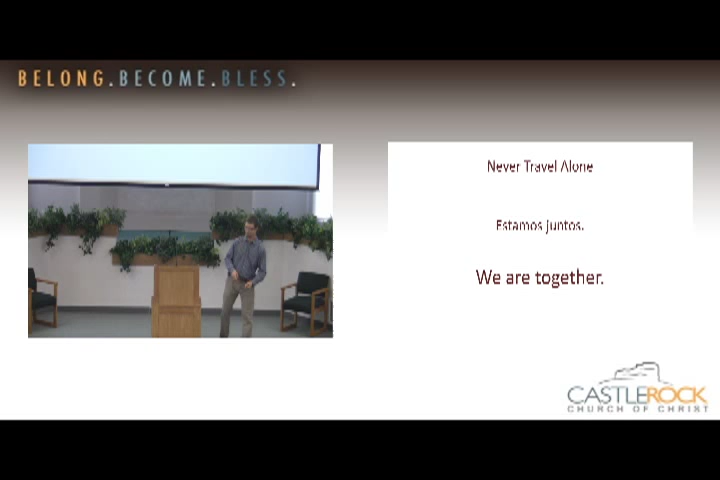 BELONG.BECOME.BLESS.
Never Travel Alone
Estamos juntos.
We are together.
CASTLEROCK
CHURCH OF CHRIST